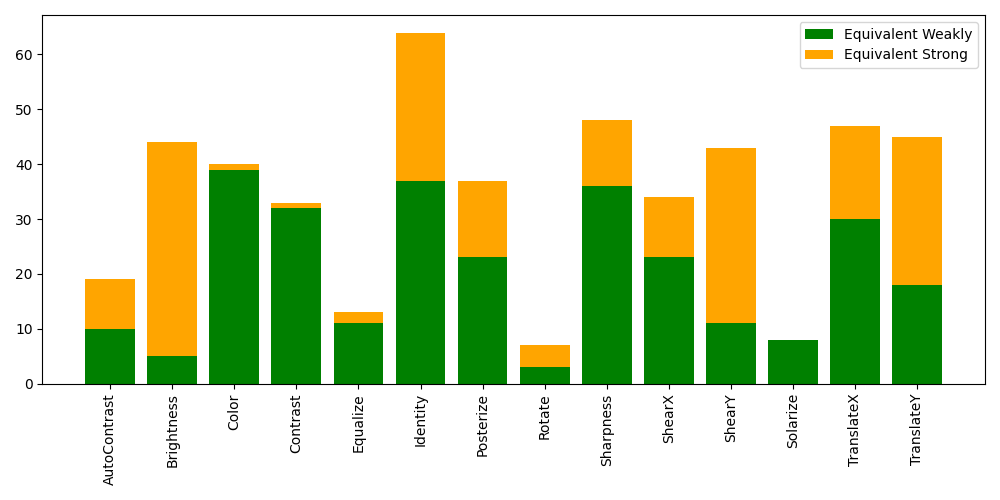 Equivalent Weakly
Equivalent Strong
60
50
40
30
20
10
0
AutoContrast
Brightness
Color
Contrast
Equalize
Identity
Posterize
Rotate
Sharpness
ShearX
ShearY
Solarize
TranslateX
TranslateY